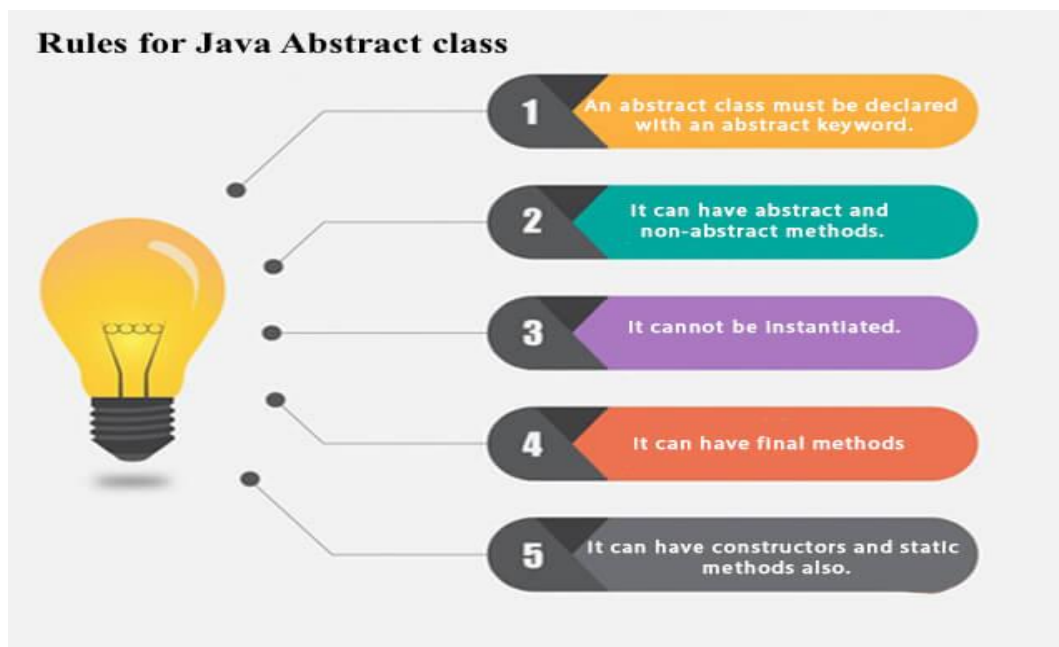 Rules for Java Abstract class
1
An abstract class must be declared
with an abstract keyword.
2
It can have abstract and
non-abstract methods.
3
It cannot be instantiated.
4
It can have final methods
5
It can have constructors and static
methods also.